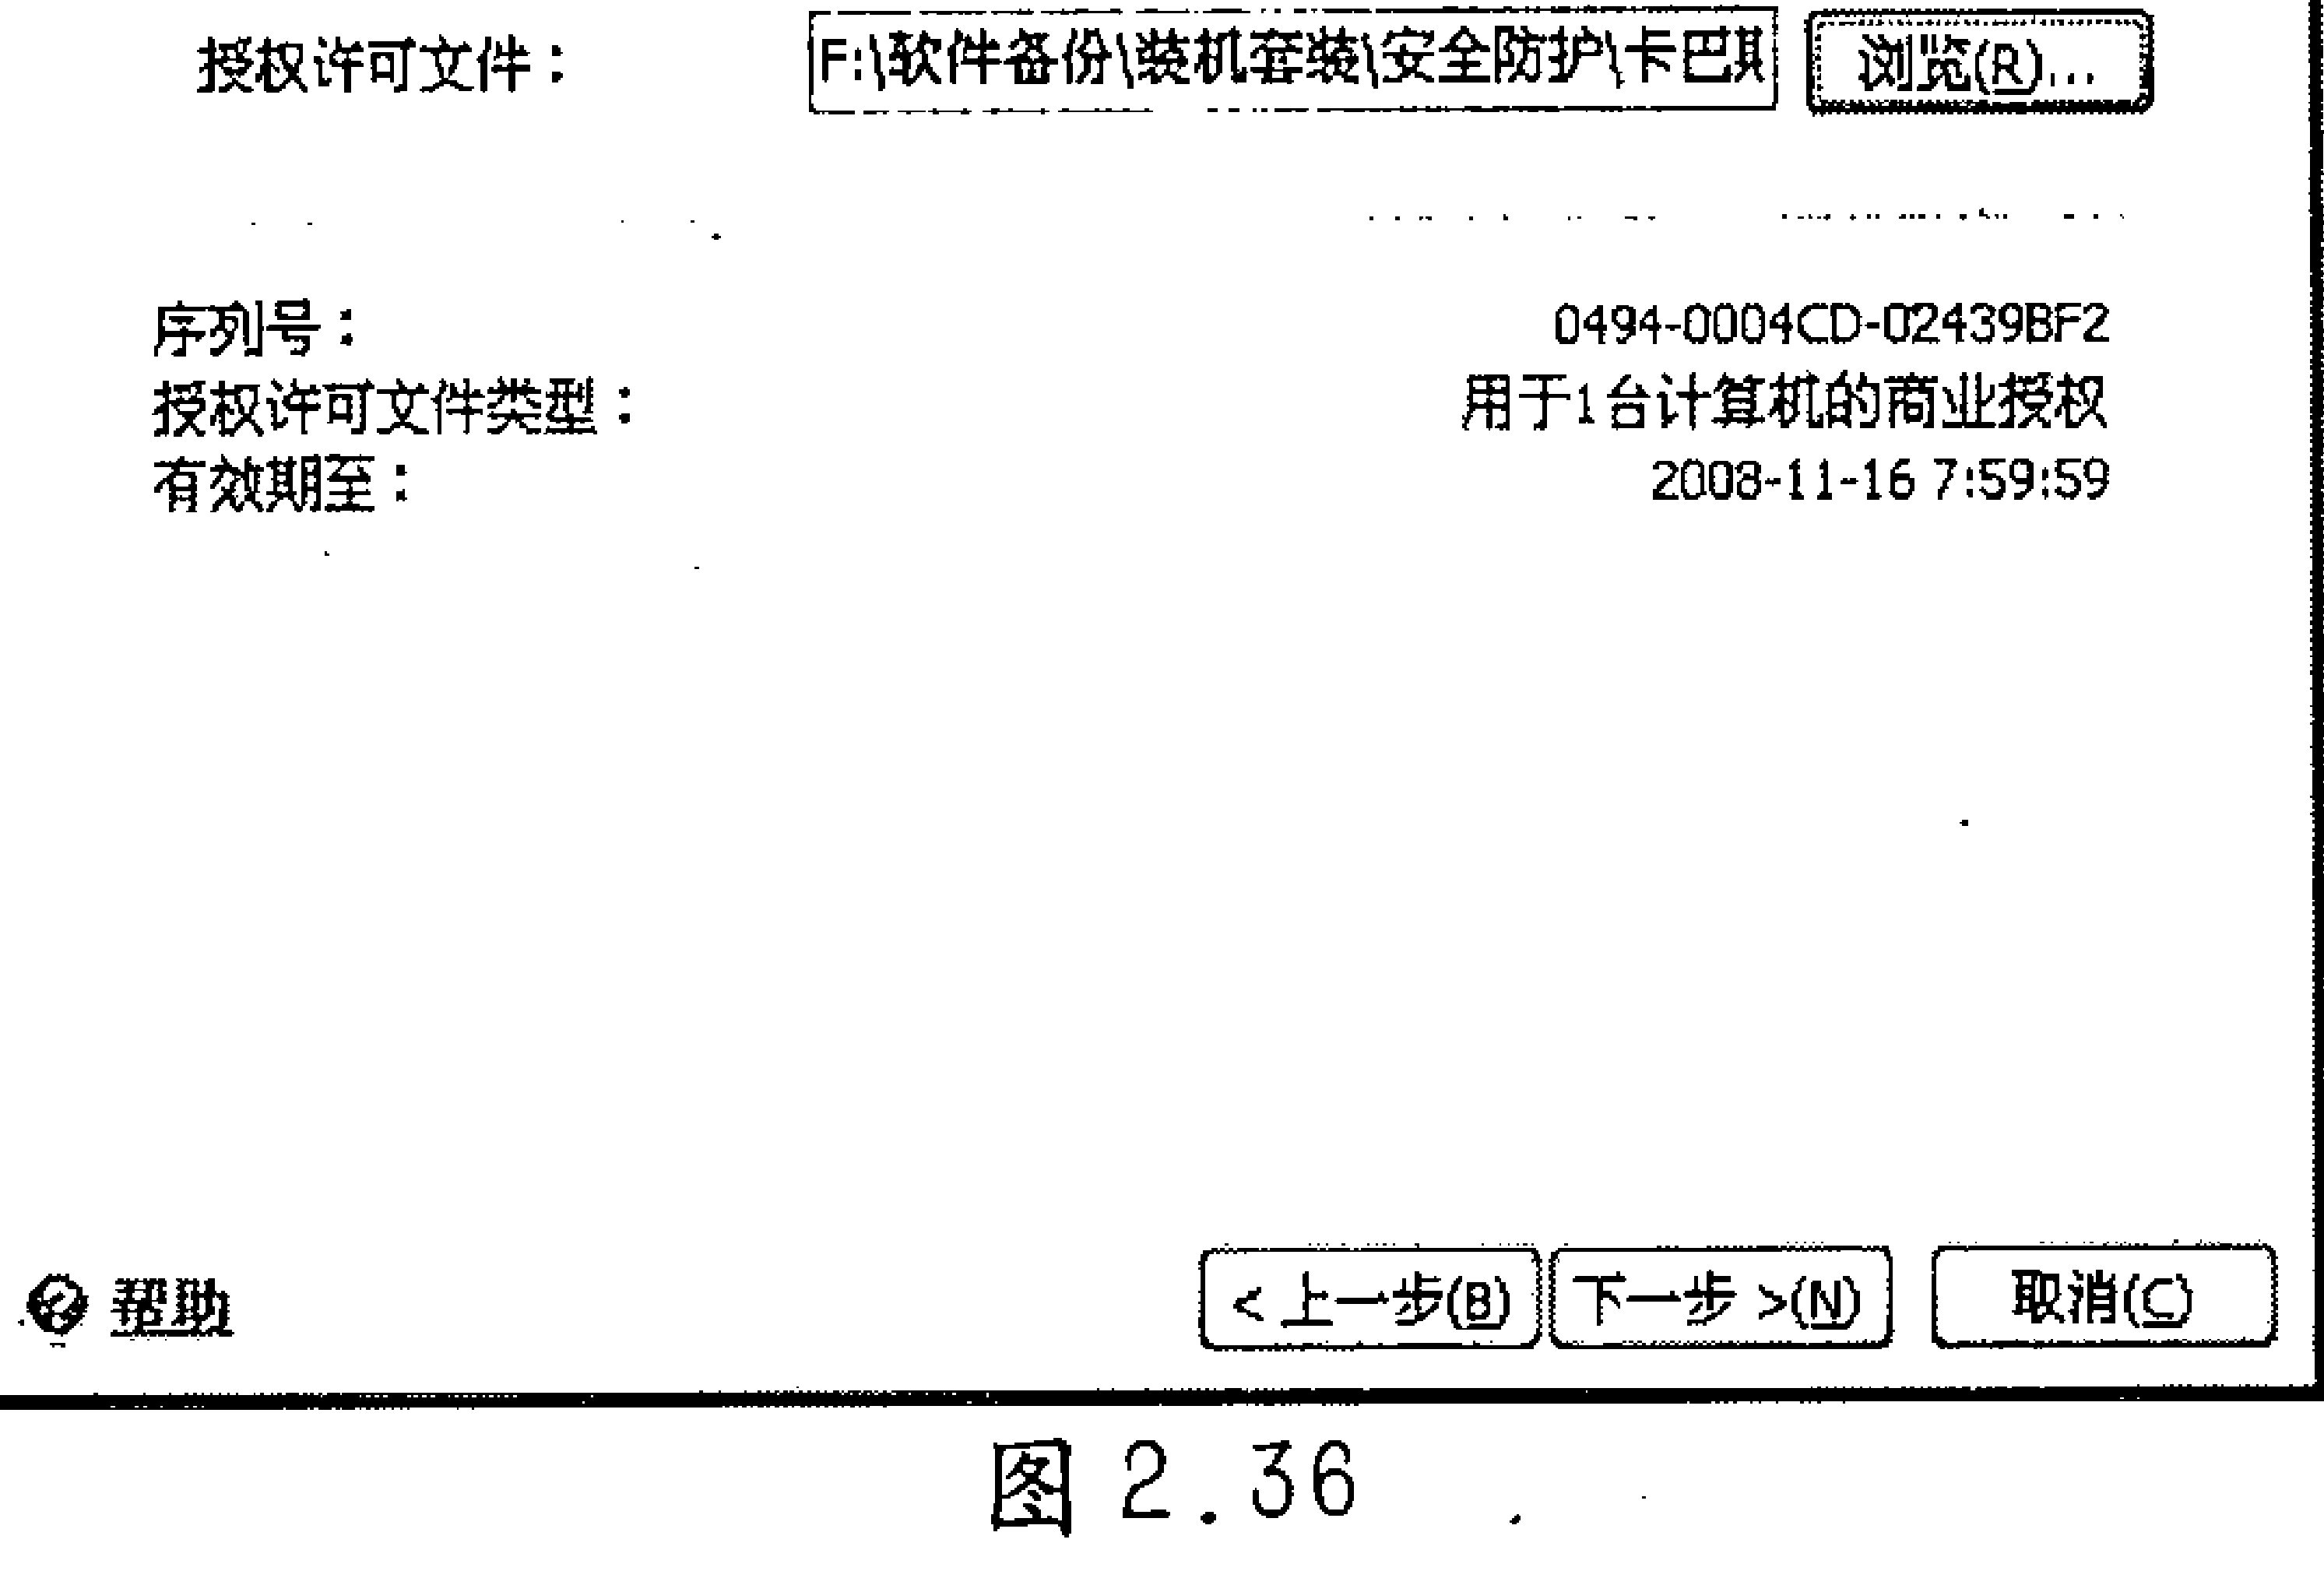 授权许可文件： F:\软件备份\装机套装\安全防护\卡巴斯 浏览(R)...
序列号： 0494-0004CD-02439BF2
授权许可文件类型： 用于1台计算机的商业授权
有效期至： 2008-11-16 7:59:59
帮助 < 上一步(B) 下一步 >(N) 取消(C)
图 2.36